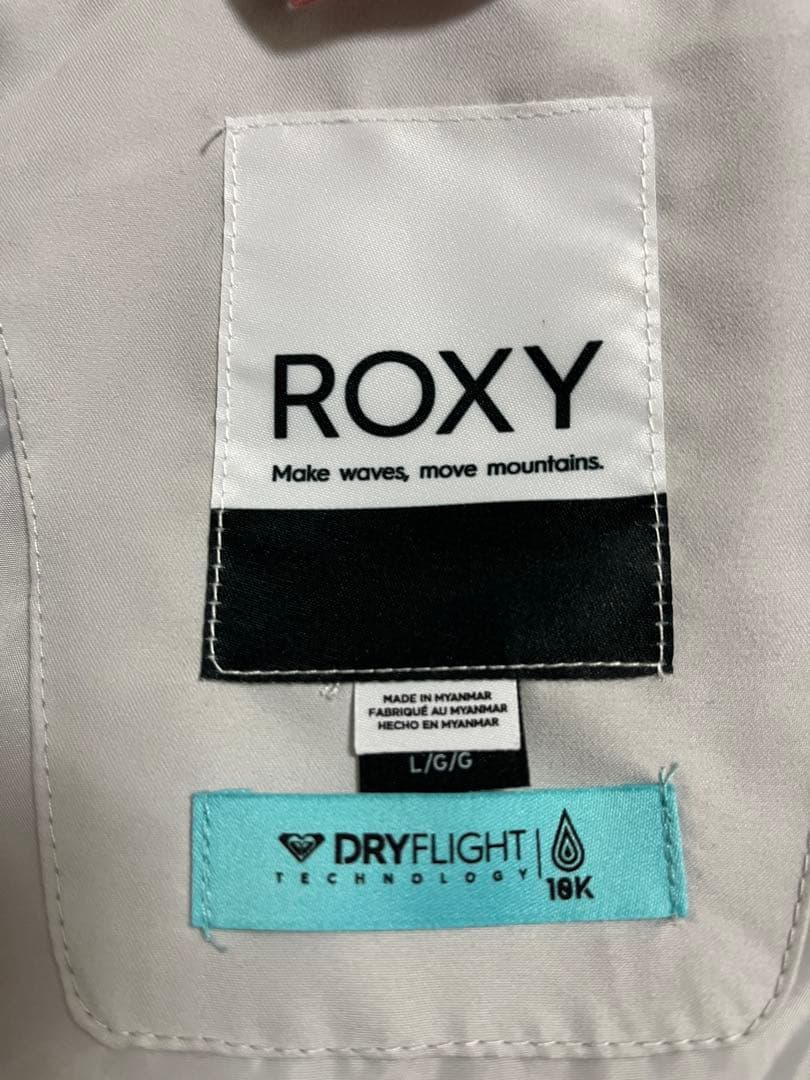 ROXY
Make waves, move mountains.
MADE IN MYANMAR
FABRIQUÉ AU MYANMAR
HECHO EN MYANMAR
L/G/G
DRYFLIGHT
TECHNOLOGY
10K